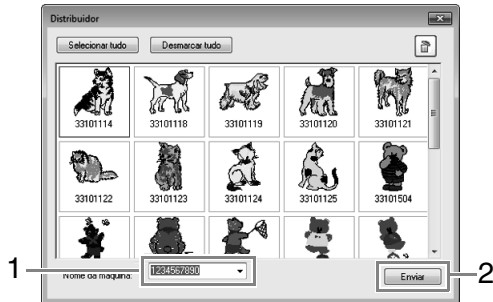 Distribuidor
Selecionar tudo Desmarcar tudo
33101114 33101118 33101119 33101120 33101121
33101122 33101123 33101124 33101125 33101504
1 Nome da máquina: 1234567890 Enviar 2